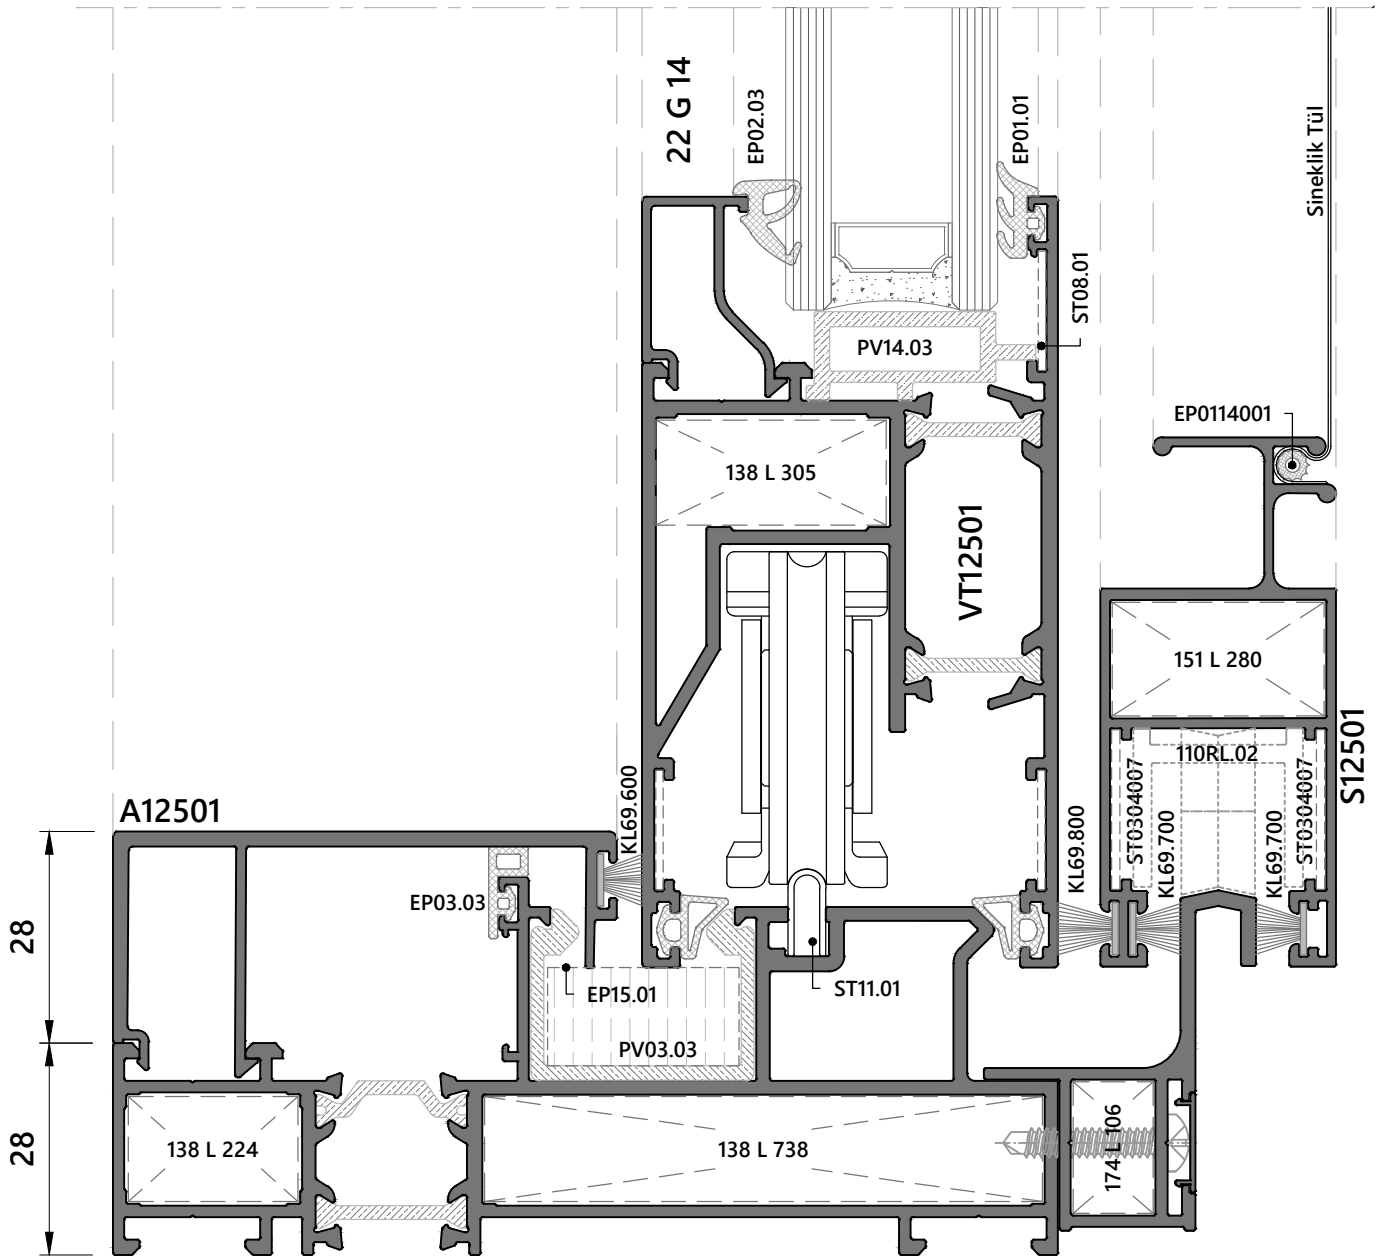 22 G 14
EP02.03
EP01.01
Sineklik Tül
ST08.01
PV14.03
EP0114001
138 L 305
VT12501
151 L 280
S12501
110RL.02
ST0304007
KL69.700
KL69.700
ST0304007
KL69.800
KL69.600
A12501
EP03.03
28
EP15.01
ST11.01
PV03.03
28
138 L 224
138 L 738
174 L 106